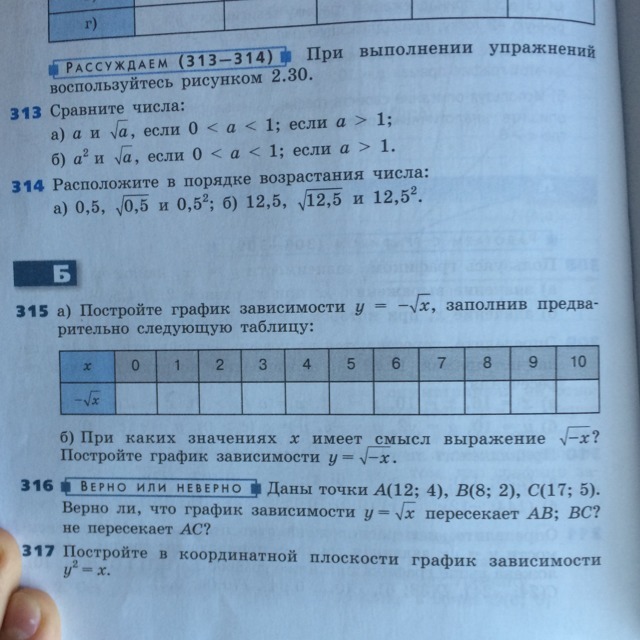 г)
РАССУЖДАЕМ (313—314) При выполнении упражнений
воспользуйтесь рисунком 2.30.
313 Сравните числа:
а) a и √a, если 0 < a < 1; если a > 1;
б) a² и √a, если 0 < a < 1; если a > 1.
314 Расположите в порядке возрастания числа:
а) 0,5, √0,5 и 0,5²; б) 12,5, √12,5 и 12,5².
Б
315 а) Постройте график зависимости y = −√x, заполнив предва-
рительно следующую таблицу:
x 0 1 2 3 4 5 6 7 8 9 10
−√x
б) При каких значениях x имеет смысл выражение √−x?
Постройте график зависимости y = √−x.
316 ВЕРНО ИЛИ НЕВЕРНО Даны точки A(12; 4), B(8; 2), C(17; 5).
Верно ли, что график зависимости y = √x пересекает AB; BC?
не пересекает AC?
317 Постройте в координатной плоскости график зависимости
y² = x.